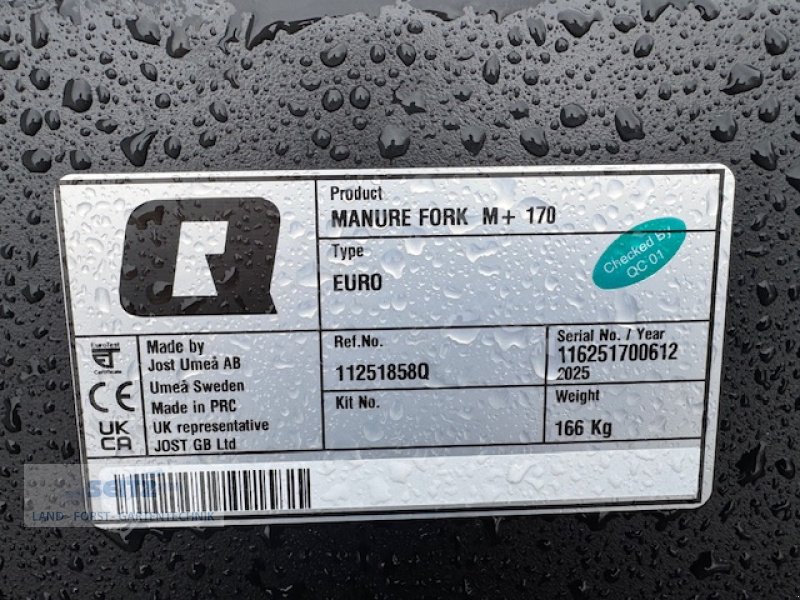 Product
MANURE FORK M+ 170
Type
EURO
Checked by
QC 01
EuroTest
Certificate
CE
UK
CA
Made by
Jost Umeå AB
Umeå Sweden
Made in PRC
UK representative
JOST GB Ltd
Ref.No.
11251858Q
Serial No. / Year
116251700612
2025
Kit No.
Weight
166 Kg
LAND- FORST- GARTENTECHNIK